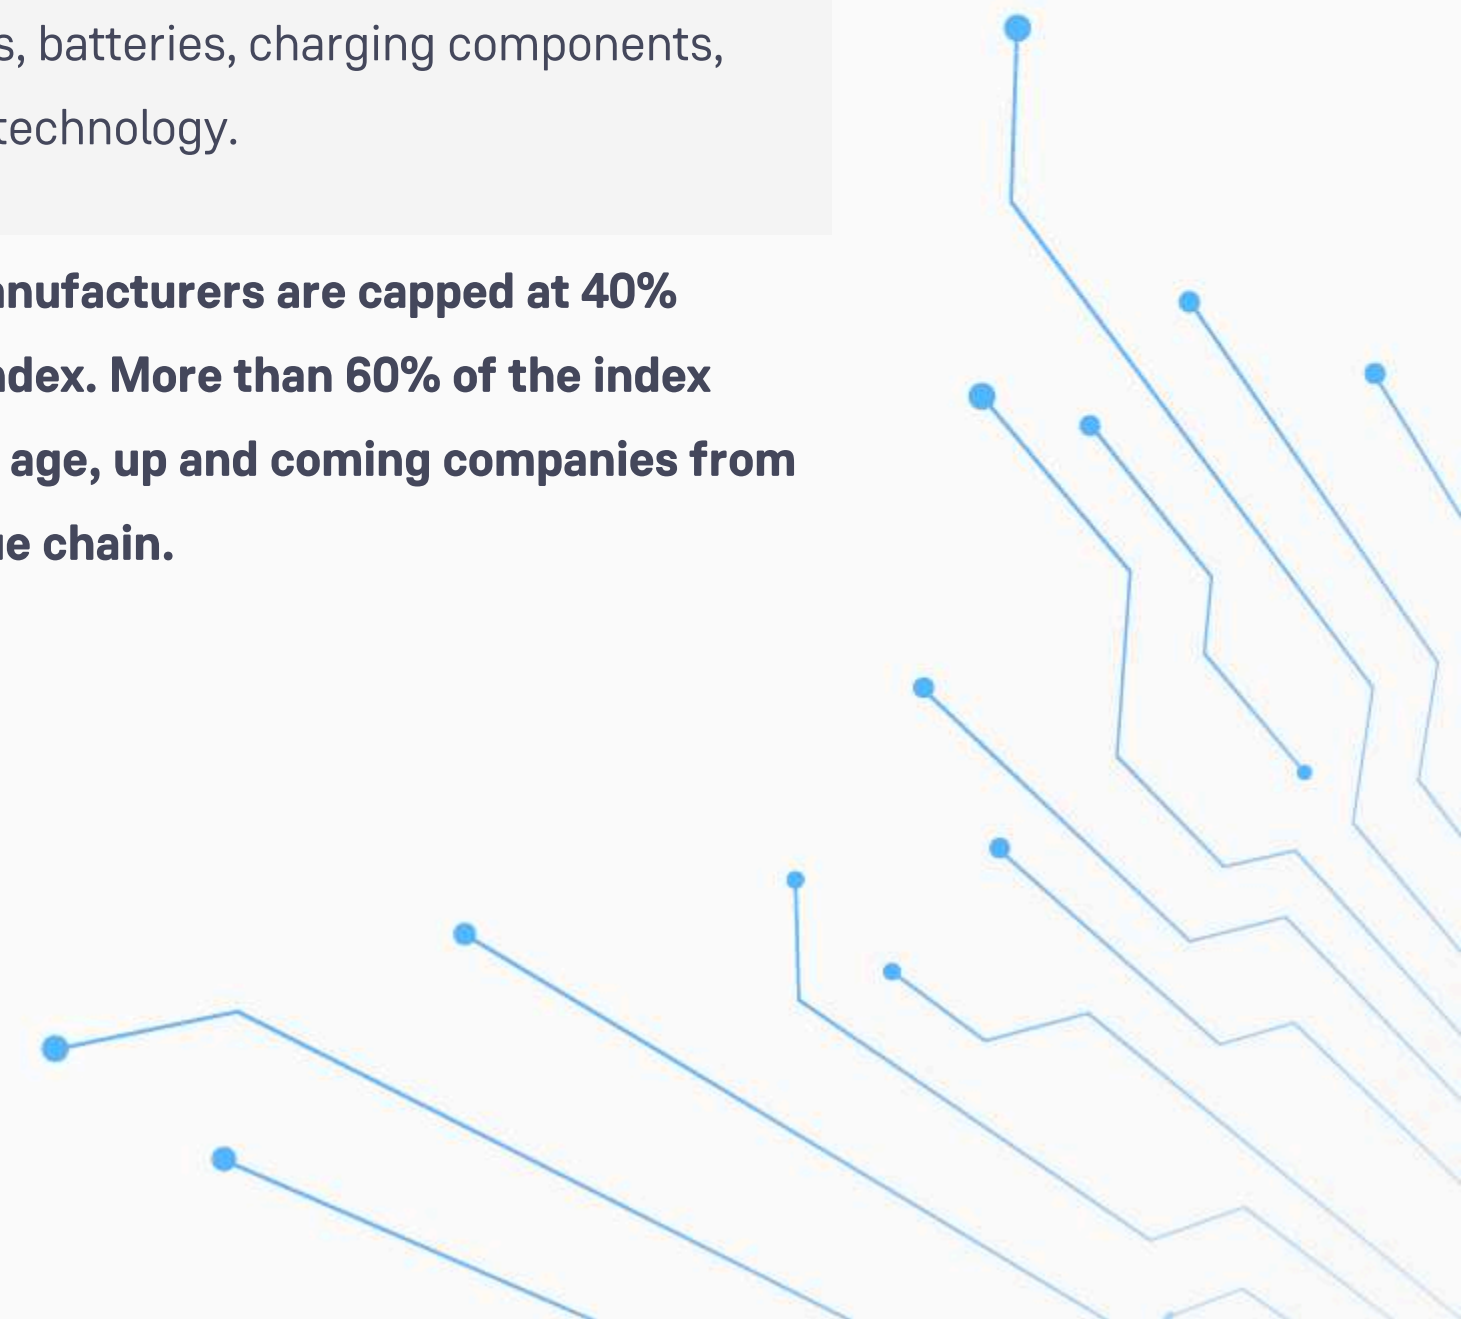 s, batteries, charging components,
technology.
anufacturers are capped at 40%
ndex. More than 60% of the index
age, up and coming companies from
ue chain.